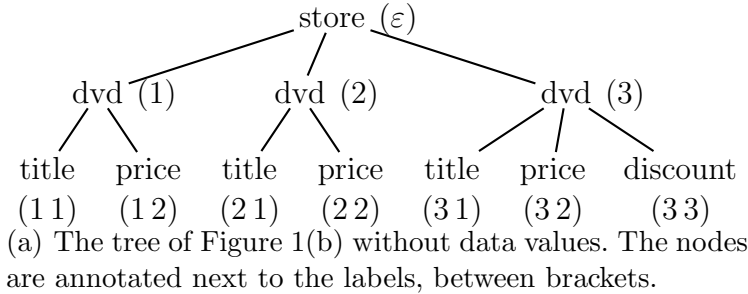 store (ε)
dvd (1) dvd (2) dvd (3)
title price title price title price discount
(1 1) (1 2) (2 1) (2 2) (3 1) (3 2) (3 3)
(a) The tree of Figure 1(b) without data values. The nodes
are annotated next to the labels, between brackets.